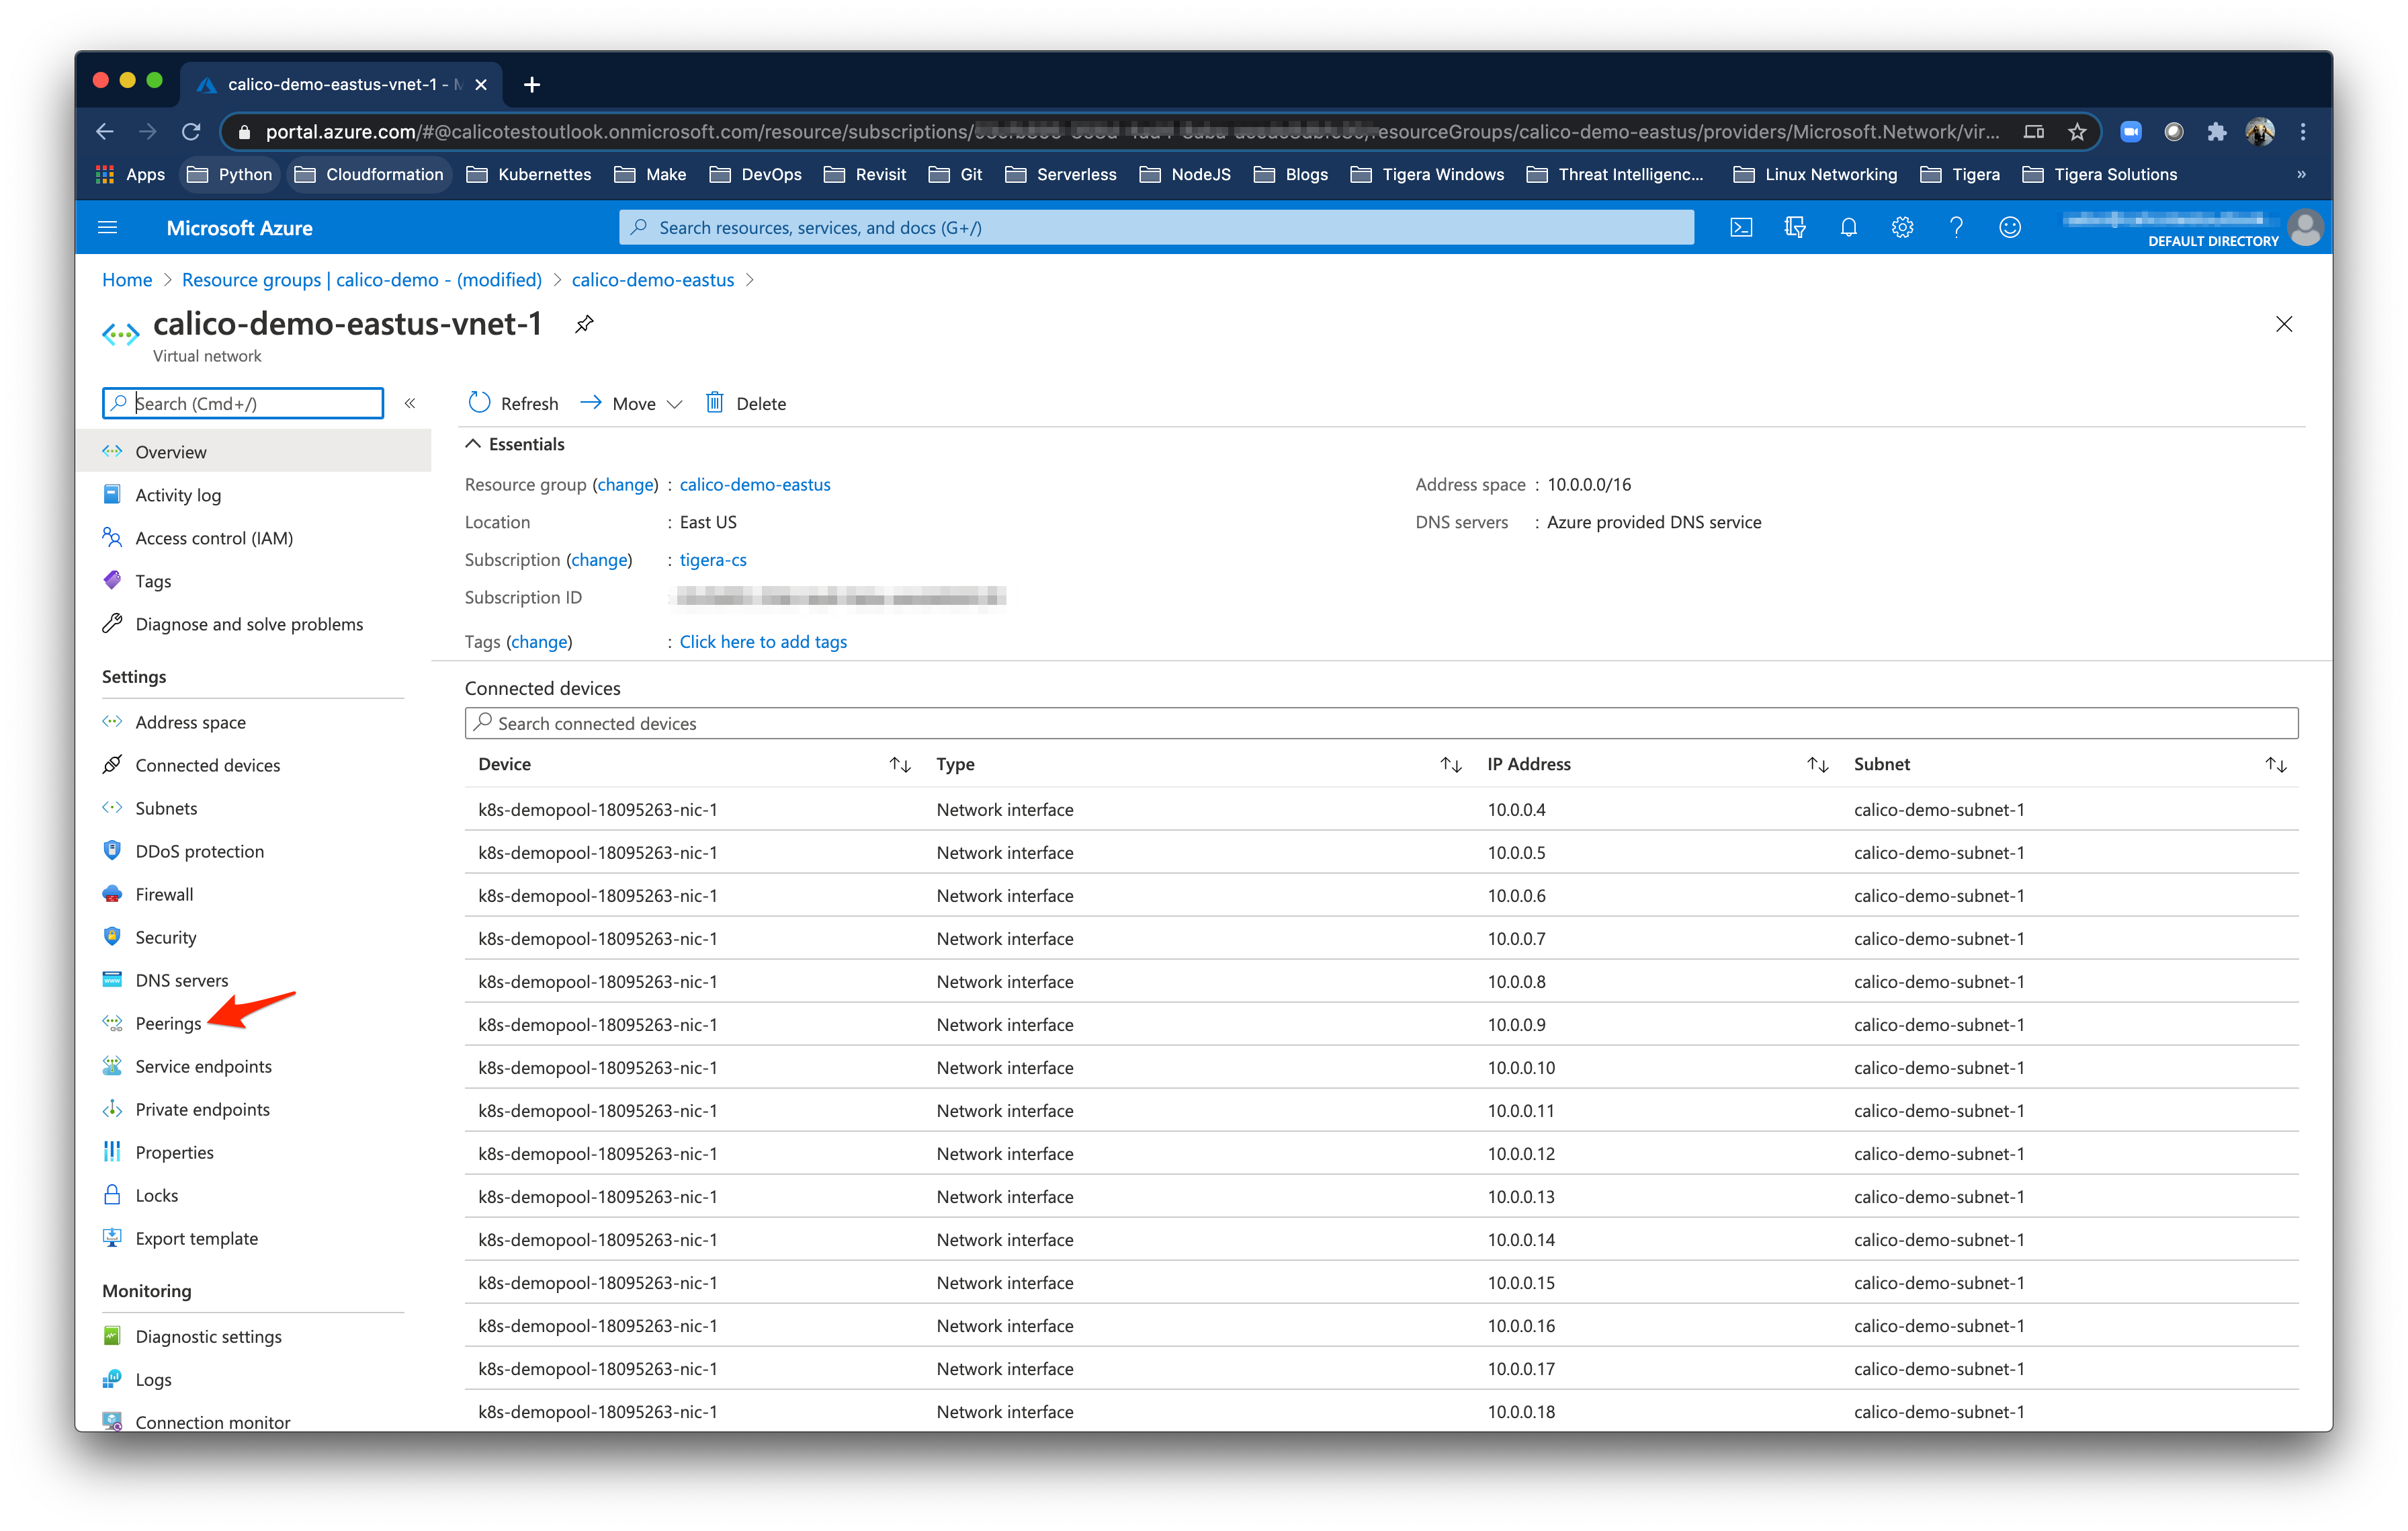 calico-demo-eastus-vnet-1 - M
portal.azure.com/#@calicotestoutlook.onmicrosoft.com/resource/subscriptions/ esourceGroups/calico-demo-eastus/providers/Microsoft.Network/vir...
Apps Python Cloudformation Kubernettes Make DevOps Revisit Git Serverless NodeJS Blogs Tigera Windows Threat Intelligenc... Linux Networking Tigera Tigera Solutions »
Microsoft Azure
Search resources, services, and docs (G+/)
DEFAULT DIRECTORY
Home > Resource groups | calico-demo - (modified) > calico-demo-eastus >
calico-demo-eastus-vnet-1
Virtual network
Search (Cmd+/)
«
Overview
Activity log
Access control (IAM)
Tags
Diagnose and solve problems
Settings
Address space
Connected devices
Subnets
DDoS protection
Firewall
Security
DNS servers
Peerings
Service endpoints
Private endpoints
Properties
Locks
Export template
Monitoring
Diagnostic settings
Logs
Connection monitor
Refresh Move Delete
Essentials
Resource group (change) : calico-demo-eastus
Location : East US
Subscription (change) : tigera-cs
Subscription ID :
Tags (change) : Click here to add tags
Address space : 10.0.0.0/16
DNS servers : Azure provided DNS service
Connected devices
Search connected devices
Device Type IP Address Subnet
k8s-demopool-18095263-nic-1 Network interface 10.0.0.4 calico-demo-subnet-1
k8s-demopool-18095263-nic-1 Network interface 10.0.0.5 calico-demo-subnet-1
k8s-demopool-18095263-nic-1 Network interface 10.0.0.6 calico-demo-subnet-1
k8s-demopool-18095263-nic-1 Network interface 10.0.0.7 calico-demo-subnet-1
k8s-demopool-18095263-nic-1 Network interface 10.0.0.8 calico-demo-subnet-1
k8s-demopool-18095263-nic-1 Network interface 10.0.0.9 calico-demo-subnet-1
k8s-demopool-18095263-nic-1 Network interface 10.0.0.10 calico-demo-subnet-1
k8s-demopool-18095263-nic-1 Network interface 10.0.0.11 calico-demo-subnet-1
k8s-demopool-18095263-nic-1 Network interface 10.0.0.12 calico-demo-subnet-1
k8s-demopool-18095263-nic-1 Network interface 10.0.0.13 calico-demo-subnet-1
k8s-demopool-18095263-nic-1 Network interface 10.0.0.14 calico-demo-subnet-1
k8s-demopool-18095263-nic-1 Network interface 10.0.0.15 calico-demo-subnet-1
k8s-demopool-18095263-nic-1 Network interface 10.0.0.16 calico-demo-subnet-1
k8s-demopool-18095263-nic-1 Network interface 10.0.0.17 calico-demo-subnet-1
k8s-demopool-18095263-nic-1 Network interface 10.0.0.18 calico-demo-subnet-1